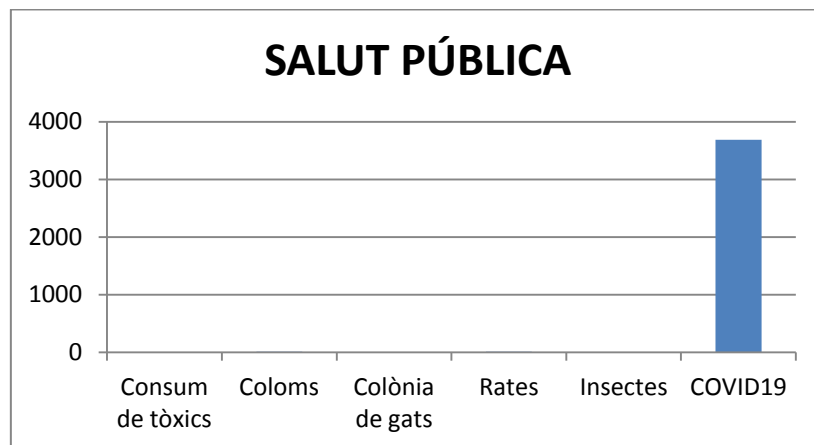 SALUT PÚBLICA
4000
3000
2000
1000
0
Consum de tòxics
Coloms
Colònia de gats
Rates
Insectes
COVID19